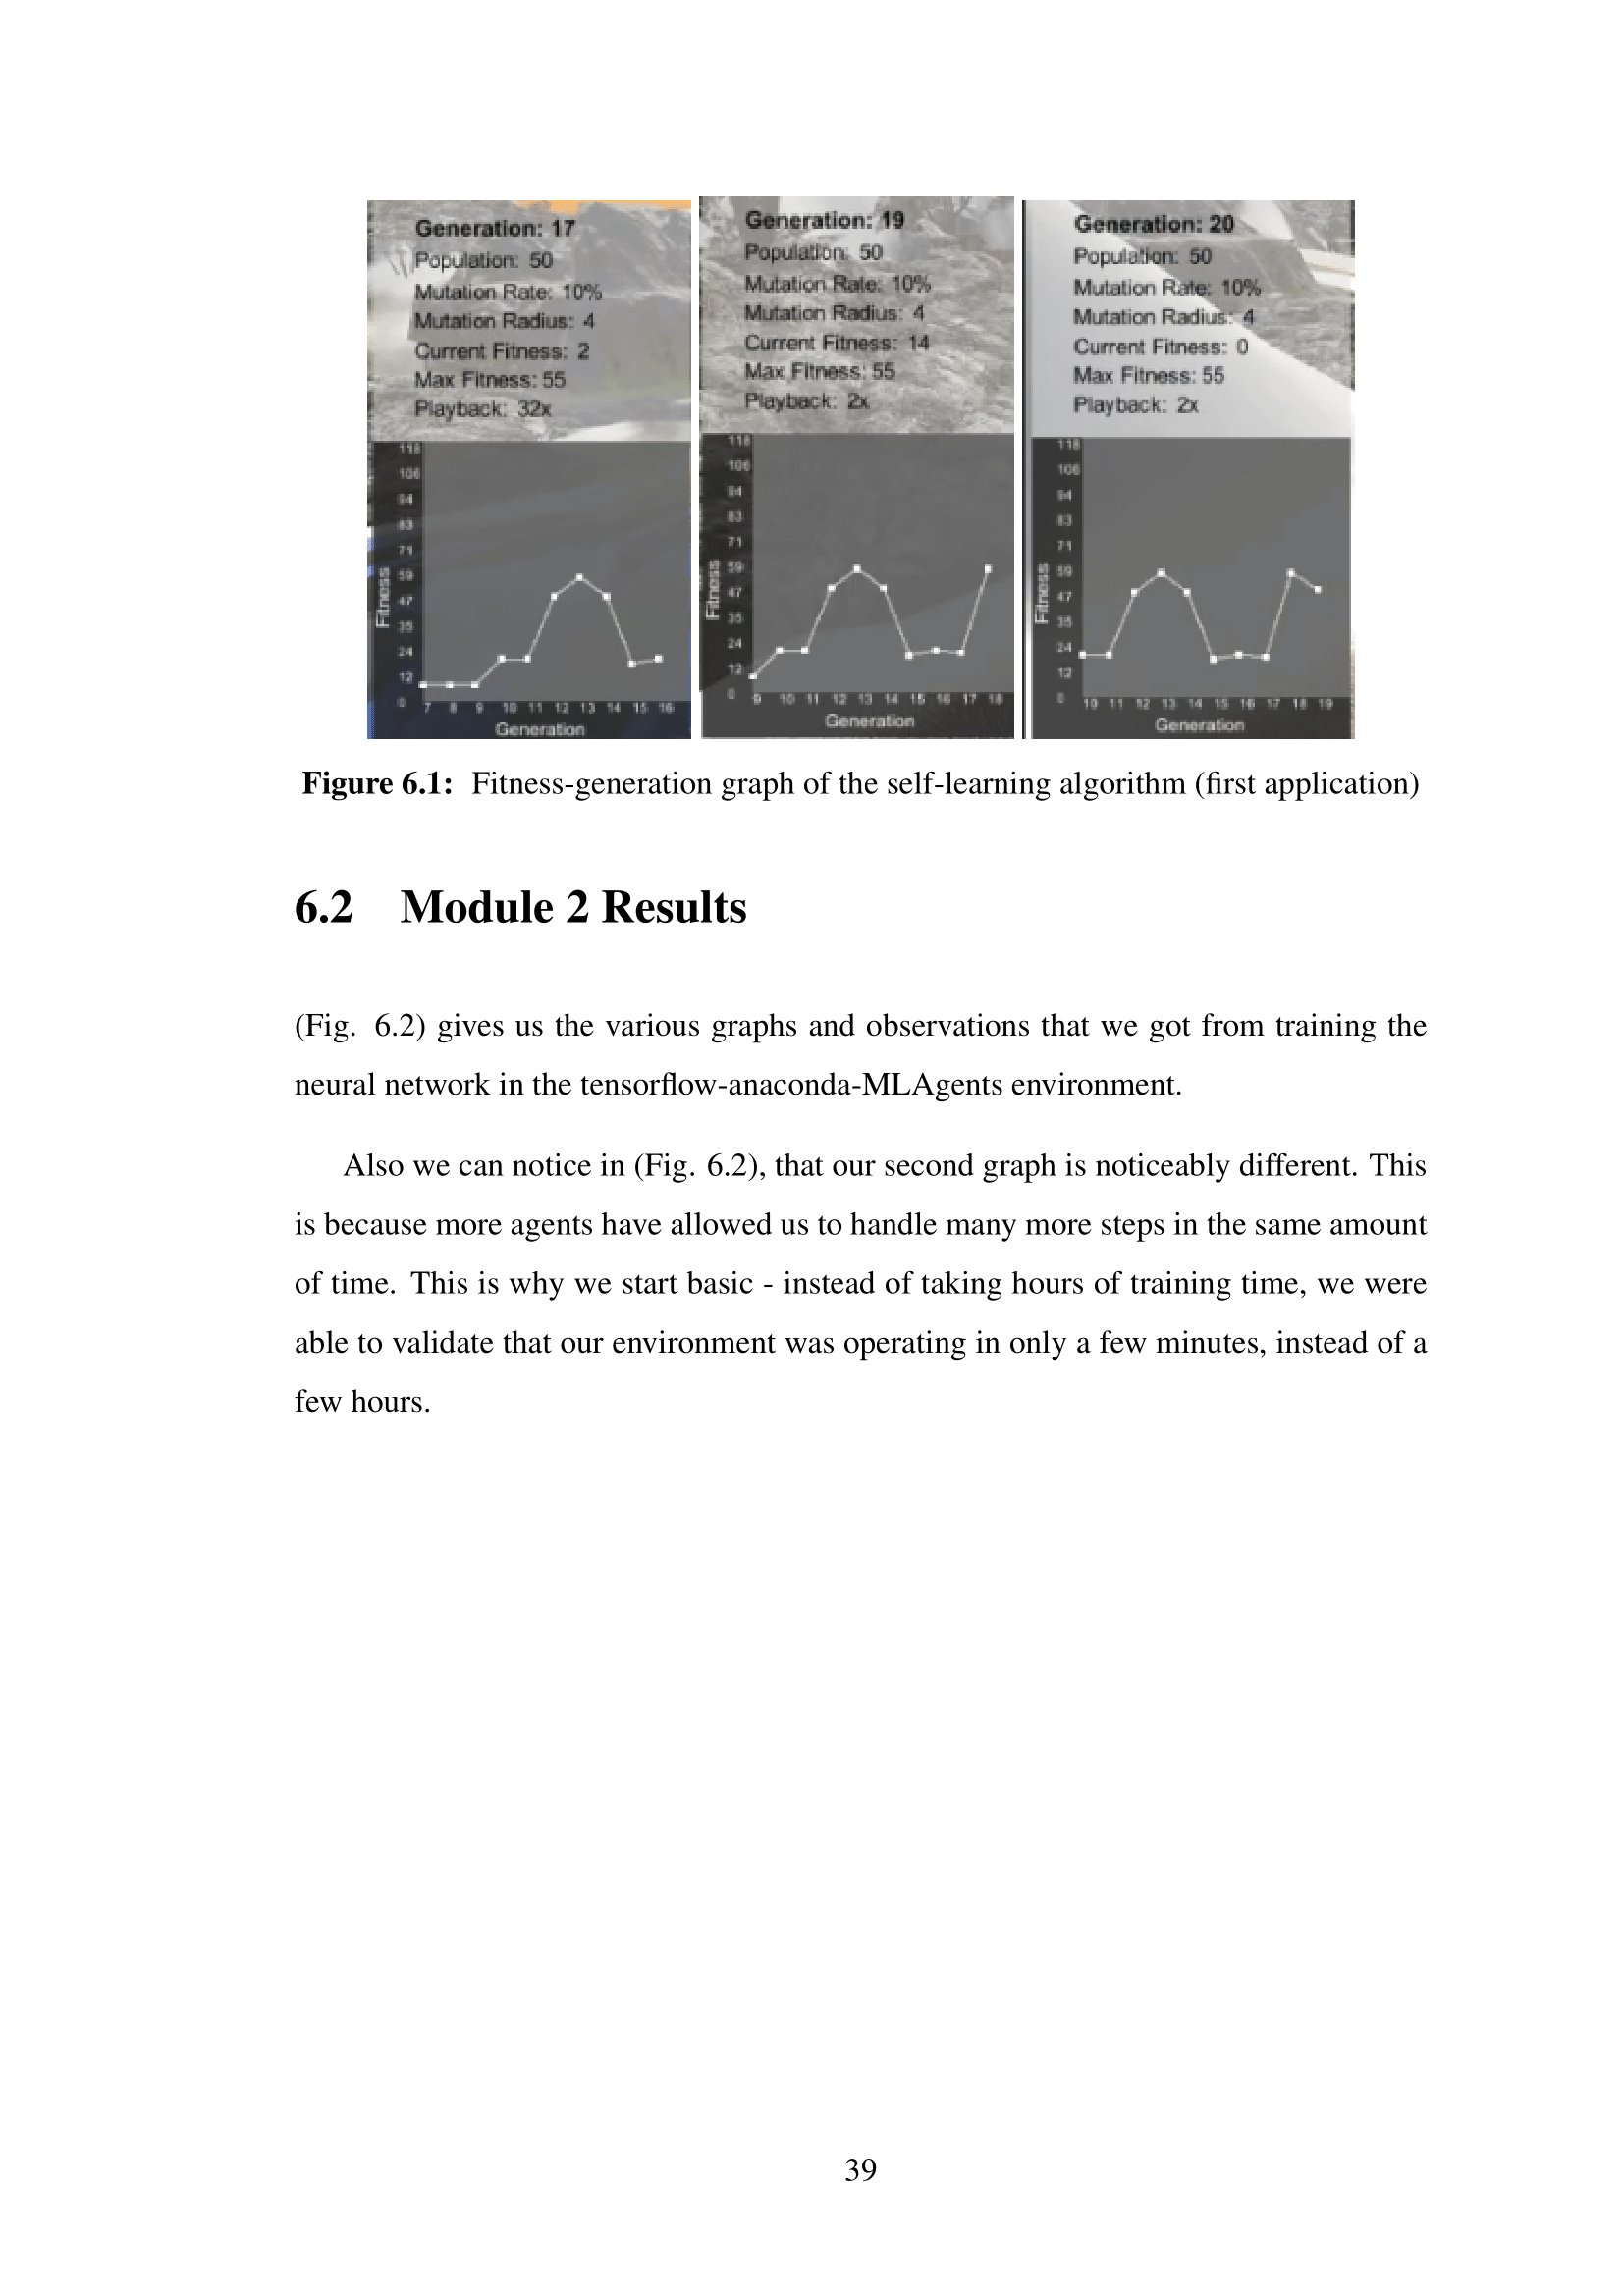 Generation: 17
Population: 50
Mutation Rate: 10%
Mutation Radius: 4
Current Fitness: 2
Max Fitness: 55
Playback: 32x
118
106
94
83
71
59
47
35
24
12
0
Fitness
7 8 9 10 11 12 13 14 15 16
Generation
Generation: 19
Population: 50
Mutation Rate: 10%
Mutation Radius: 4
Current Fitness: 14
Max Fitness: 55
Playback: 2x
118
106
94
83
71
59
47
35
24
12
0
Fitness
9 10 11 12 13 14 15 16 17 18
Generation
Generation: 20
Population: 50
Mutation Rate: 10%
Mutation Radius: 4
Current Fitness: 0
Max Fitness: 55
Playback: 2x
118
106
94
83
71
59
47
35
24
12
0
Fitness
10 11 12 13 14 15 16 17 18 19
Generation
Figure 6.1: Fitness-generation graph of the self-learning algorithm (first application)
6.2 Module 2 Results
(Fig. 6.2) gives us the various graphs and observations that we got from training the
neural network in the tensorflow-anaconda-MLAgents environment.
Also we can notice in (Fig. 6.2), that our second graph is noticeably different. This
is because more agents have allowed us to handle many more steps in the same amount
of time. This is why we start basic - instead of taking hours of training time, we were
able to validate that our environment was operating in only a few minutes, instead of a
few hours.
39